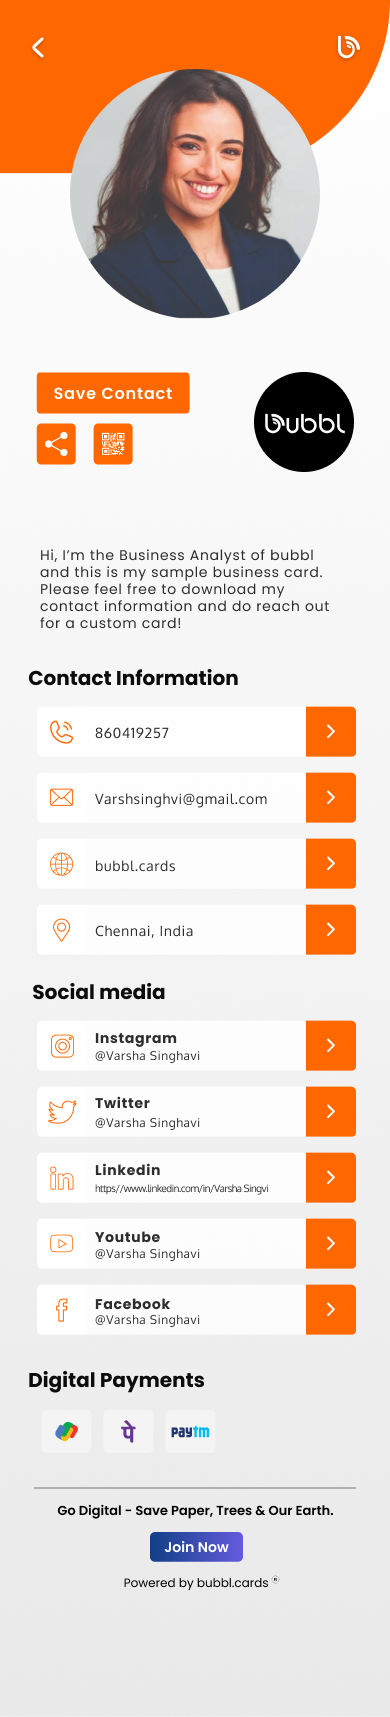 Save Contact
bubbl
Hi, I’m the Business Analyst of bubbl
and this is my sample business card.
Please feel free to download my
contact information and do reach out
for a custom card!
Contact Information
860419257
Varshsinghvi@gmail.com
bubbl.cards
Chennai, India
Social media
Instagram
@Varsha Singhavi
Twitter
@Varsha Singhavi
Linkedin
https//www.linkedin.com/in/Varsha Singvi
Youtube
@Varsha Singhavi
Facebook
@Varsha Singhavi
Digital Payments
पे
paytm
Go Digital - Save Paper, Trees & Our Earth.
Join Now
Powered by bubbl.cards ®